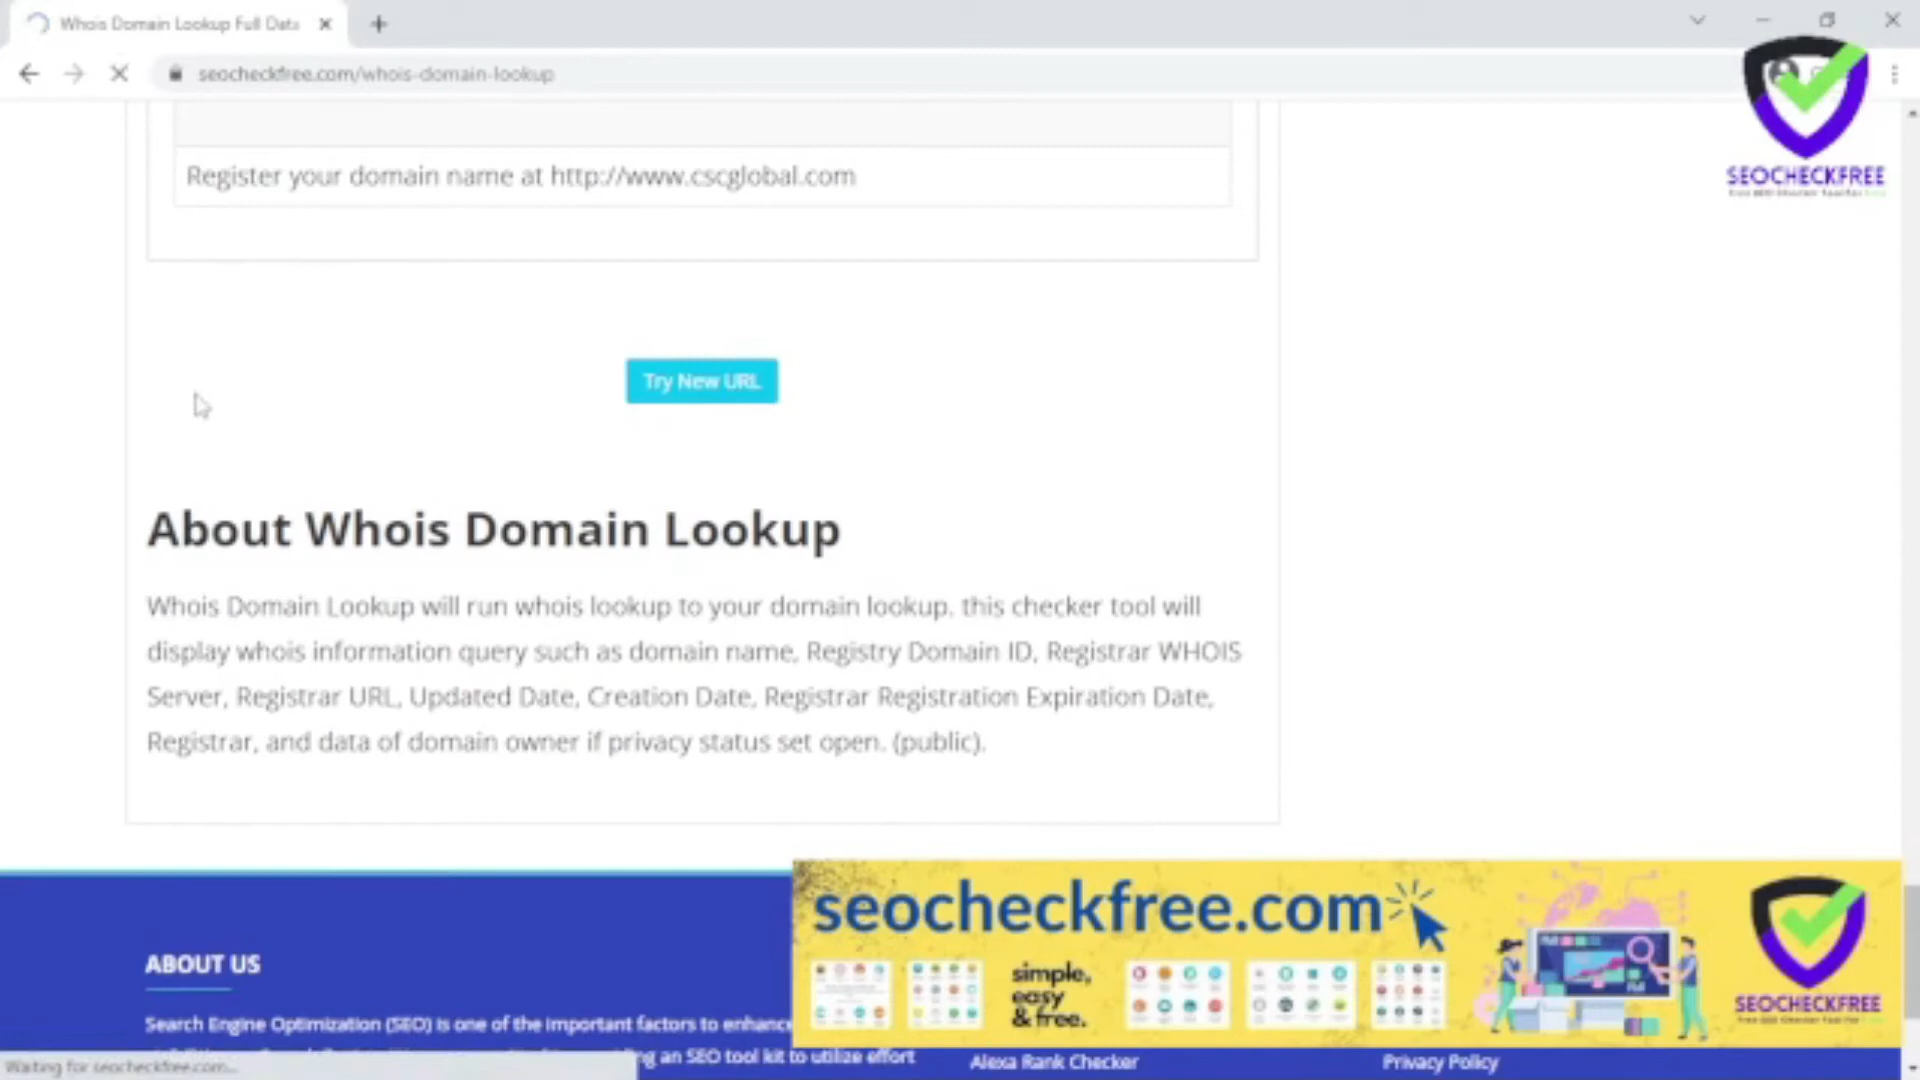 Whois Domain Lookup Full Data
seocheckfree.com/whois-domain-lookup
SEOCHECKFREE
Register your domain name at http://www.cscglobal.com
Try New URL
About Whois Domain Lookup
Whois Domain Lookup will run whois lookup to your domain lookup. this checker tool will
display whois information query such as domain name, Registry Domain ID, Registrar WHOIS
Server, Registrar URL, Updated Date, Creation Date, Registrar Registration Expiration Date,
Registrar, and data of domain owner if privacy status set open. (public).
seocheckfree.com
simple,
easy
& free.
SEOCHECKFREE
ABOUT US
Search Engine Optimization (SEO) is one of the important factors to enhance
an SEO tool kit to utilize effort
Alexa Rank Checker
Privacy Policy
Waiting for seocheckfree.com...